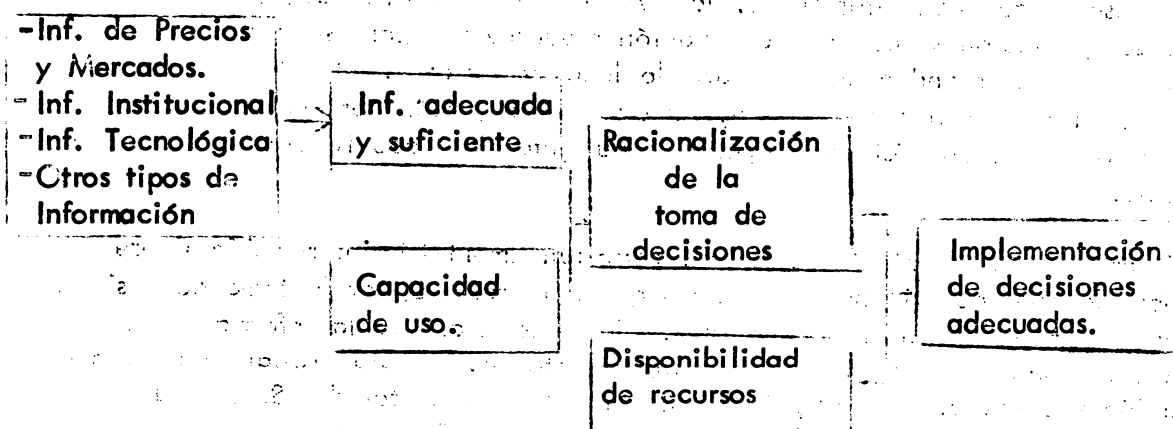 -Inf. de Precios
y Mercados.
- Inf. Institucional
-Inf. Tecnológica
-Otros tipos de
Información
Inf. adecuada
y suficiente
Capacidad
de uso.
Racionalización
de la
toma de
decisiones
Disponibilidad
de recursos
Implementación
de decisiones
adecuadas.